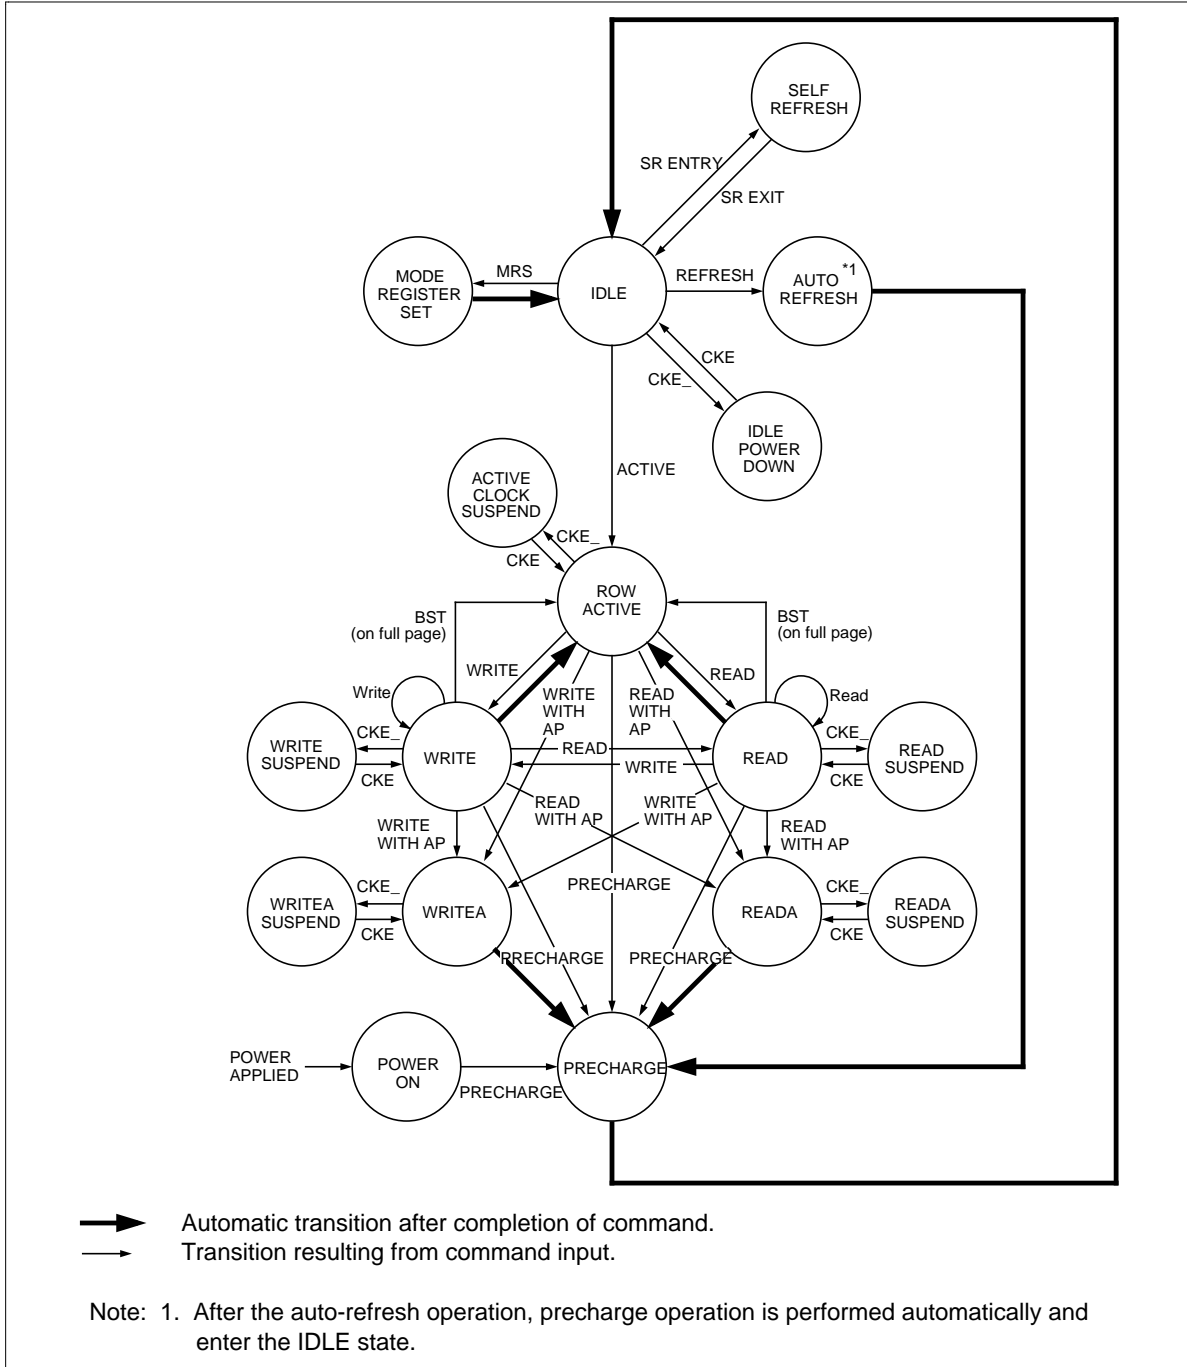 SELF
REFRESH
SR ENTRY
SR EXIT
MODE
REGISTER
SET
MRS
IDLE
REFRESH
AUTO *1
REFRESH
CKE
CKE_
IDLE
POWER
DOWN
ACTIVE
ACTIVE
CLOCK
SUSPEND
CKE_
CKE
ROW
ACTIVE
BST
(on full page)
BST
(on full page)
WRITE
READ
Write
WRITE
WITH
AP
READ
WITH
AP
Read
WRITE
SUSPEND
CKE_
CKE
WRITE
READ
WRITE
READ
CKE_
CKE
READ
SUSPEND
WRITE
WITH AP
READ
WITH AP
WRITE
WITH AP
READ
WITH AP
WRITEA
SUSPEND
CKE_
CKE
WRITEA
PRECHARGE
READA
CKE_
CKE
READA
SUSPEND
PRECHARGE
PRECHARGE
POWER
APPLIED
POWER
ON
PRECHARGE
PRECHARGE
Automatic transition after completion of command.
Transition resulting from command input.
Note: 1. After the auto-refresh operation, precharge operation is performed automatically and
enter the IDLE state.